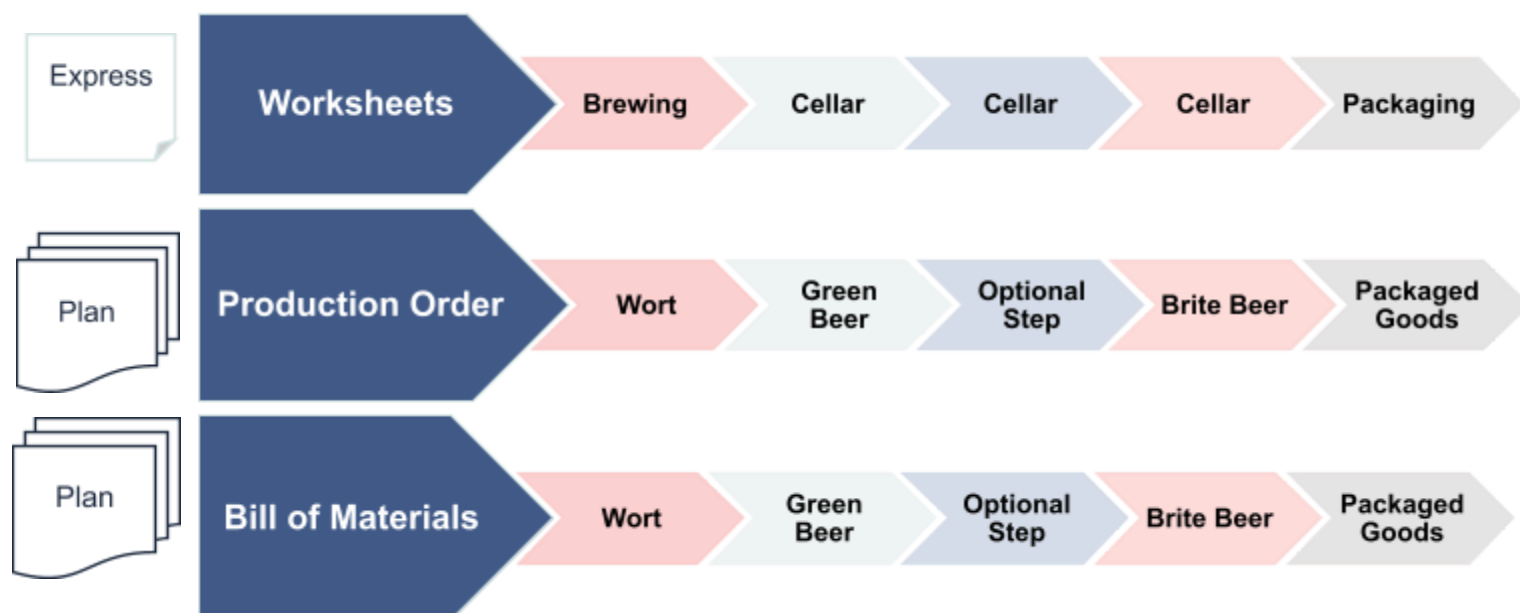 Express
Worksheets
Brewing
Cellar
Cellar
Cellar
Packaging
Plan
Production Order
Wort
Green
Beer
Optional
Step
Brite Beer
Packaged
Goods
Plan
Bill of Materials
Wort
Green
Beer
Optional
Step
Brite Beer
Packaged
Goods